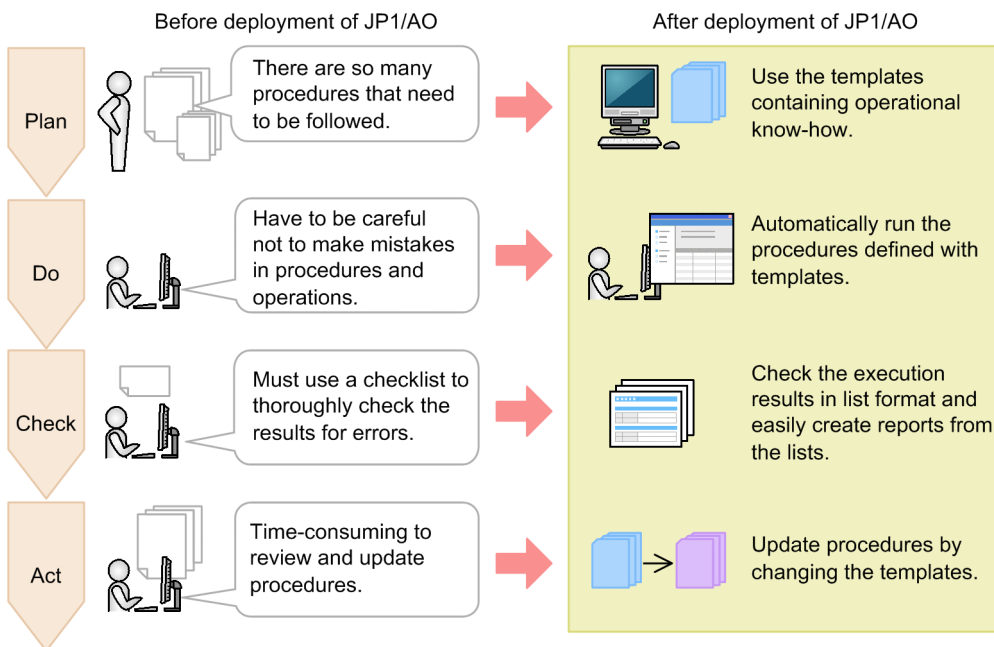 Before deployment of JP1/AO
After deployment of JP1/AO
Plan
There are so many
procedures that need
to be followed.
Use the templates
containing operational
know-how.
Do
Have to be careful
not to make mistakes
in procedures and
operations.
Automatically run the
procedures defined with
templates.
Check
Must use a checklist to
thoroughly check the
results for errors.
Check the execution
results in list format and
easily create reports from
the lists.
Act
Time-consuming to
review and update
procedures.
Update procedures by
changing the templates.